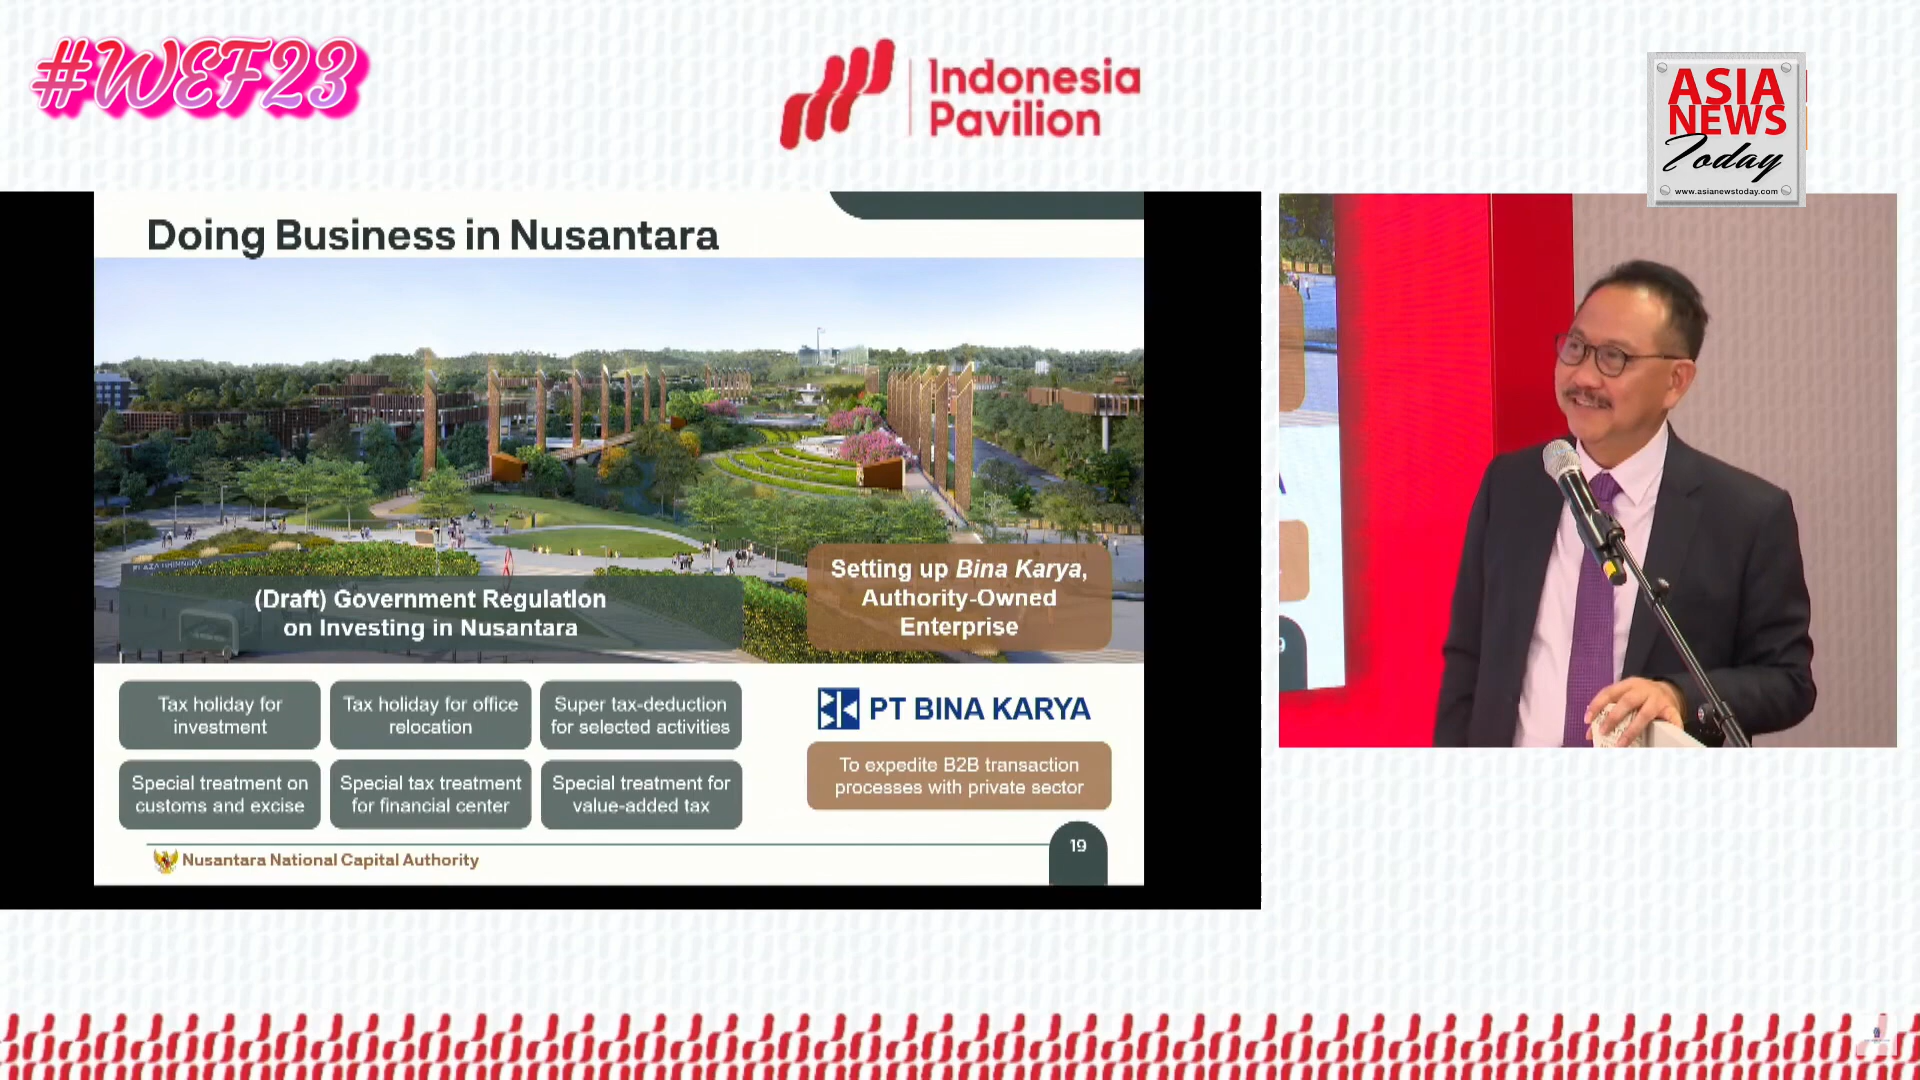 #WEF23
Indonesia
Pavilion
ASIA
NEWS
Today
www.asianewstoday.com
Doing Business in Nusantara
PLAZA BHINNEKA
(Draft) Government Regulation
on Investing in Nusantara
Setting up Bina Karya,
Authority-Owned
Enterprise
Tax holiday for
investment
Tax holiday for office
relocation
Super tax-deduction
for selected activities
Special treatment on
customs and excise
Special tax treatment
for financial center
Special treatment for
value-added tax
PT BINA KARYA
To expedite B2B transaction
processes with private sector
Nusantara National Capital Authority
19